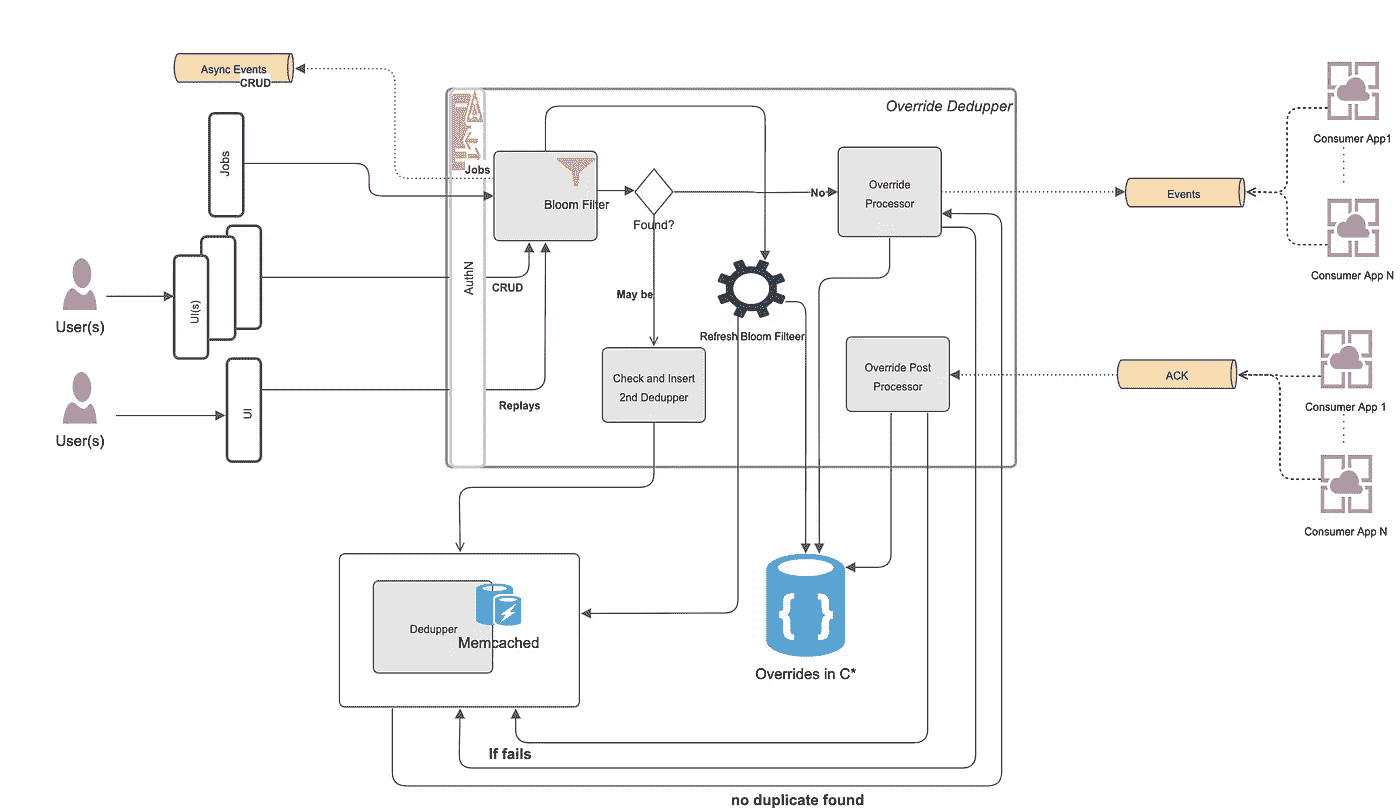 Async Events
CRUD
Override Dedupper
Consumer App1
Jobs
Jobs
Bloom Filter
Found?
No
Override
Processor
Events
Consumer App N
AuthN
CRUD
May be
User(s)
UI(s)
Refresh Bloom Filteer
Check and Insert
2nd Dedupper
Override Post
Processor
ACK
Consumer App 1
Replays
User(s)
UI
Consumer App N
Dedupper
Memcached
Overrides in C*
If fails
no duplicate found